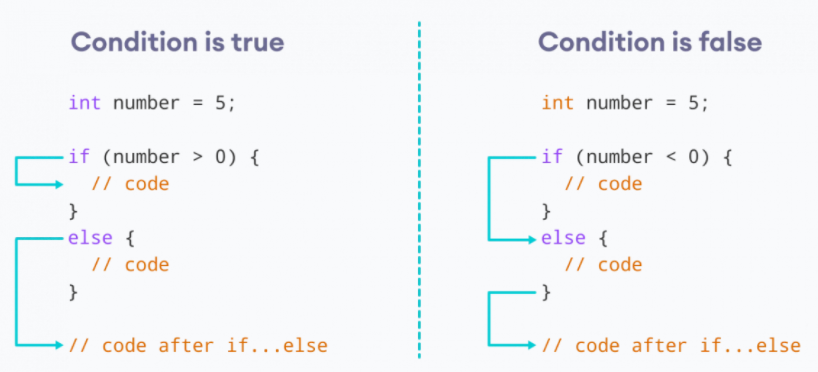 Condition is true
int number = 5;
if (number > 0) {
// code
}
else {
// code
}
// code after if...else
Condition is false
int number = 5;
if (number < 0) {
// code
}
else {
// code
}
// code after if...else